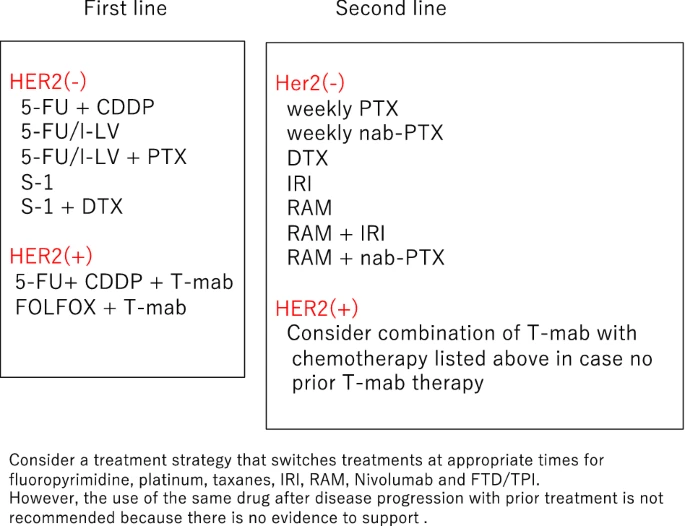 First line
HER2(-)
5-FU + CDDP
5-FU/l-LV
5-FU/l-LV + PTX
S-1
S-1 + DTX
HER2(+)
5-FU+ CDDP + T-mab
FOLFOX + T-mab
Second line
Her2(-)
weekly PTX
weekly nab-PTX
DTX
IRI
RAM
RAM + IRI
RAM + nab-PTX
HER2(+)
Consider combination of T-mab with
chemotherapy listed above in case no
prior T-mab therapy
Consider a treatment strategy that switches treatments at appropriate times for
fluoropyrimidine, platinum, taxanes, IRI, RAM, Nivolumab and FTD/TPI.
However, the use of the same drug after disease progression with prior treatment is not
recommended because there is no evidence to support .